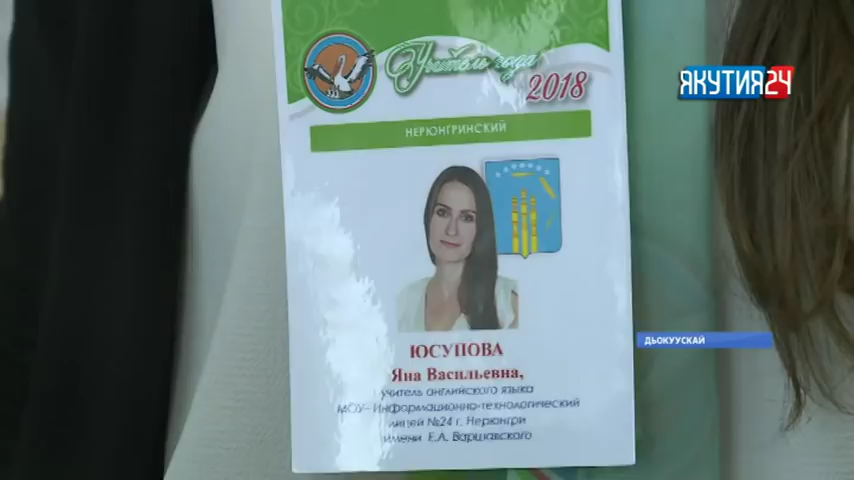 Учитель года
2018
ЯКУТИЯ24
НЕРЮНГРИНСКИЙ
ЮСУПОВА
Яна Васильевна,
учитель английского языка
МОУ– Информационно-технологический
лицей №24 г. Нерюнгри
имени Е.А. Варшавского
ДЬОКУУСКАЙ